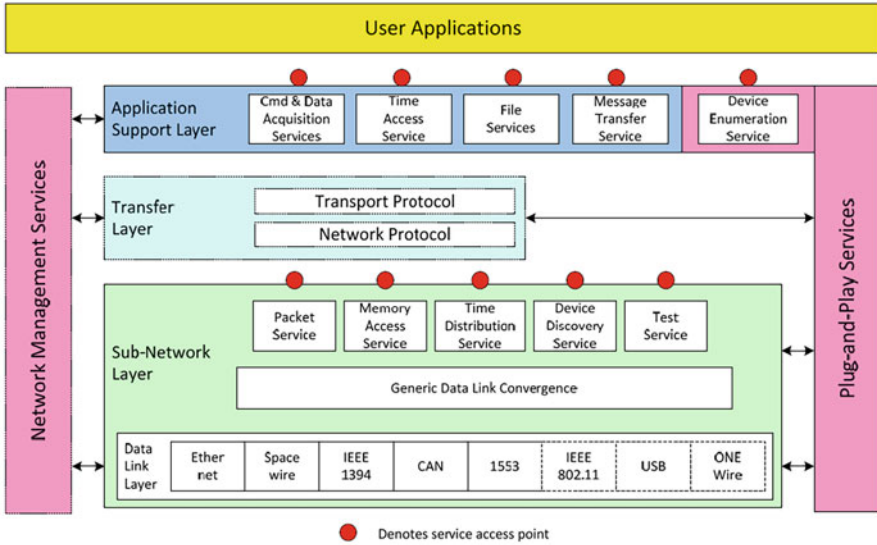 User Applications
Network Management Services
Application
Support Layer
Cmd & Data
Acquisition
Services
Time
Access
Service
File
Services
Message
Transfer
Service
Device
Enumeration
Service
Plug-and-Play Services
Transfer
Layer
Transport Protocol
Network Protocol
Sub-Network
Layer
Packet
Service
Memory
Access
Service
Time
Distribution
Service
Device
Discovery
Service
Test
Service
Generic Data Link Convergence
Data
Link
Layer
Ether
net
Space
wire
IEEE
1394
CAN
1553
IEEE
802.11
USB
ONE
Wire
Denotes service access point